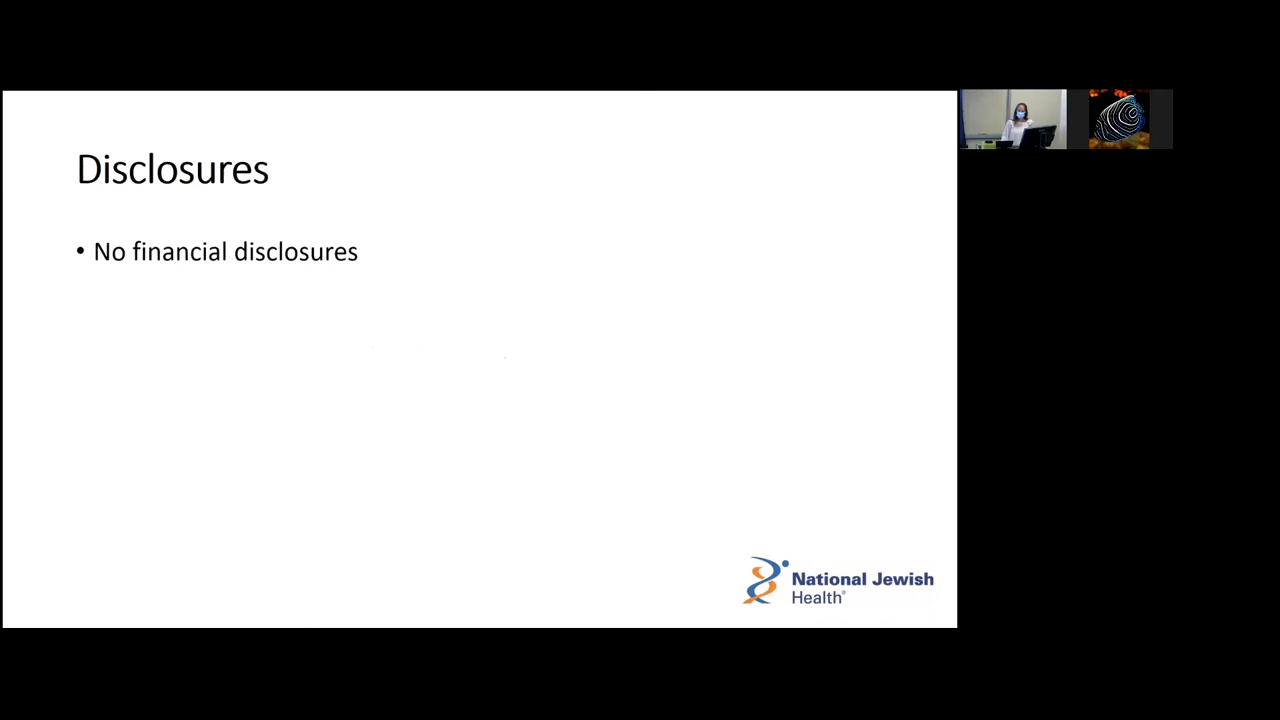 Disclosures
• No financial disclosures
National Jewish
Health®